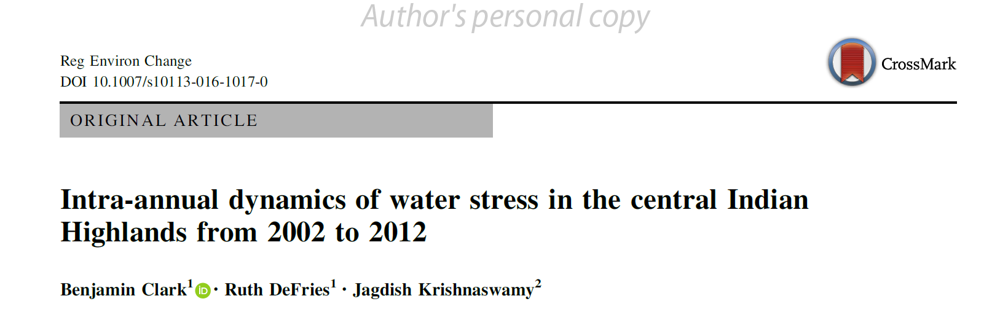 Author's personal copy
Reg Environ Change
DOI 10.1007/s10113-016-1017-0
CrossMark
ORIGINAL ARTICLE
Intra-annual dynamics of water stress in the central Indian
Highlands from 2002 to 2012
Benjamin Clark1 iD · Ruth DeFries1 · Jagdish Krishnaswamy2